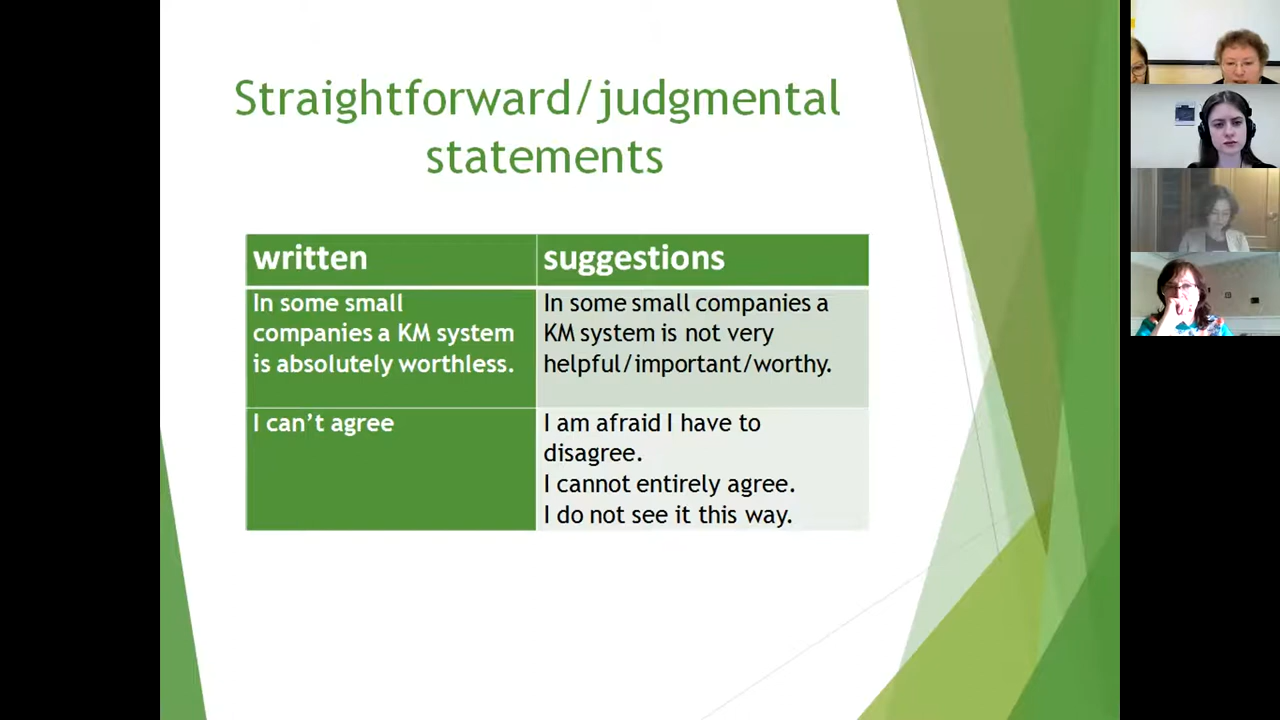 Straightforward/judgmental
statements
written
suggestions
In some small
companies a KM system
is absolutely worthless.
In some small companies a
KM system is not very
helpful/important/worthy.
I can’t agree
I am afraid I have to
disagree.
I cannot entirely agree.
I do not see it this way.